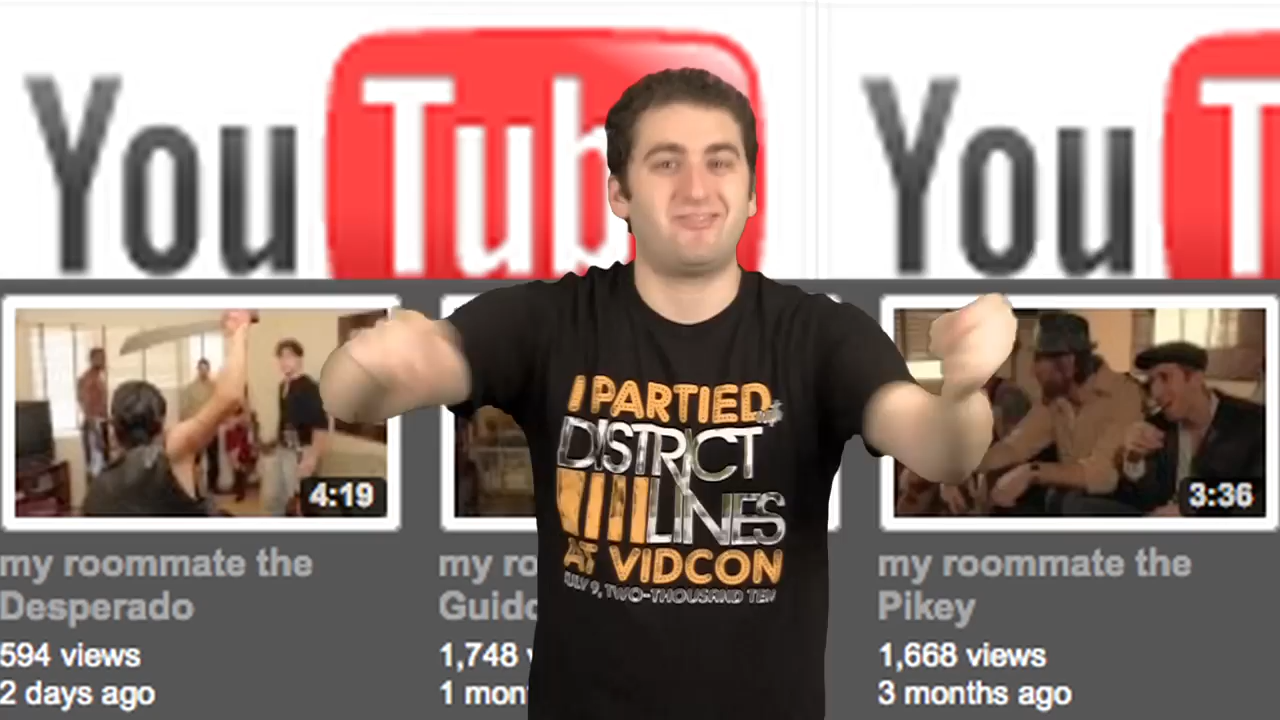 YouTub
YouT
4:19
3:36
I PARTIED with
DISTRICT
LINES
AT VIDCON
JULY 9, TWO-THOUSAND TEN
my roommate the
Desperado
594 views
2 days ago
my ro
Guido
1,748 v
1 mon
my roommate the
Pikey
1,668 views
3 months ago